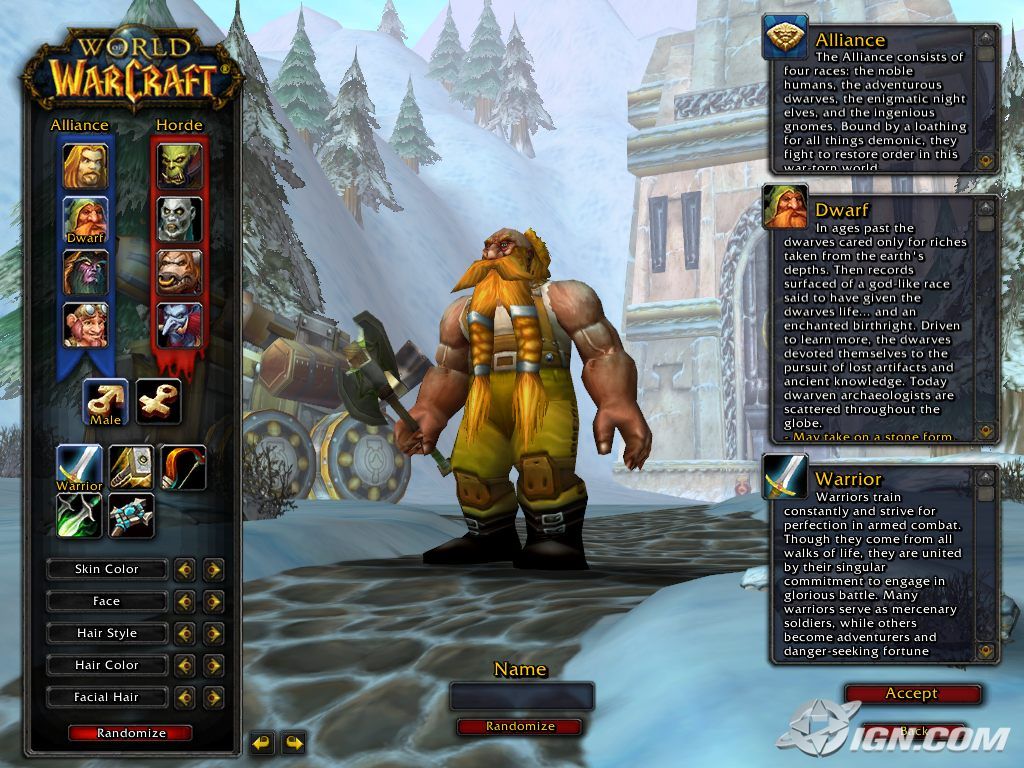 WORLD
OF
WARCRAFT®
Alliance Horde
Dwarf
Male
Warrior
Skin Color
Face
Hair Style
Hair Color
Facial Hair
Randomize
Name
Randomize
Alliance
The Alliance consists of
four races: the noble
humans, the adventurous
dwarves, the enigmatic night
elves, and the ingenious
gnomes. Bound by a loathing
for all things demonic, they
fight to restore order in this
war-torn world.
Dwarf
In ages past the
dwarves cared only for riches
taken from the earth's
depths. Then records
surfaced of a god-like race
said to have given the
dwarves life... and an
enchanted birthright. Driven
to learn more, the dwarves
devoted themselves to the
pursuit of lost artifacts and
ancient knowledge. Today
dwarven archaeologists are
scattered throughout the
globe.
- May take on a stone form.
Warrior
Warriors train
constantly and strive for
perfection in armed combat.
Though they come from all
walks of life, they are united
by their singular
commitment to engage in
glorious battle. Many
warriors serve as mercenary
soldiers, while others
become adventurers and
danger-seeking fortune
Accept
Back
IGN.COM